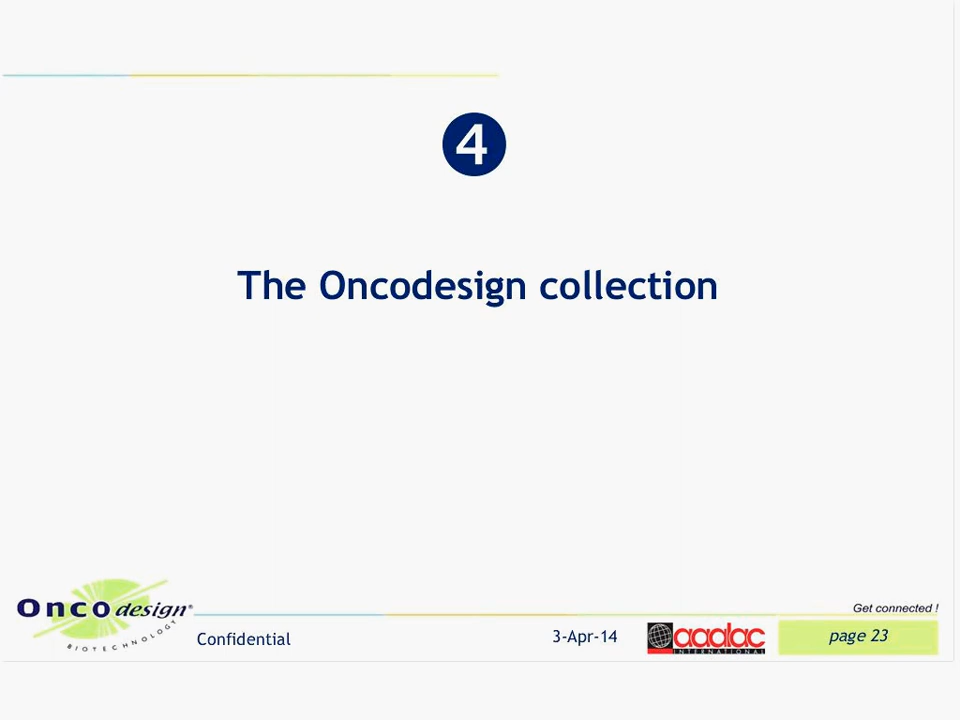 4
The Oncodesign collection
Get connected !
Oncodesign®
BIOTECHNOLOGY
Confidential
3-Apr-14
aaalac
INTERNATIONAL
page 23